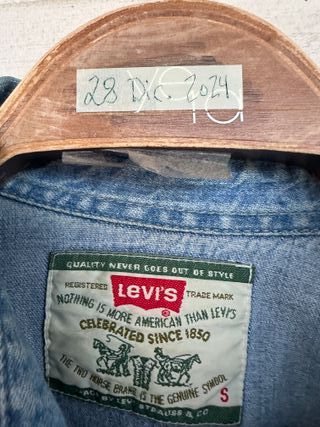 28 Dic. 2024
QUALITY NEVER GOES OUT OF STYLE
REGISTERED LEVI'S TRADE MARK
NOTHING IS MORE AMERICAN THAN LEVI'S
CELEBRATED SINCE 1850
THE TWO HORSE BRAND IS THE GENUINE SYMBOL
S
BY LEVI STRAUSS & CO